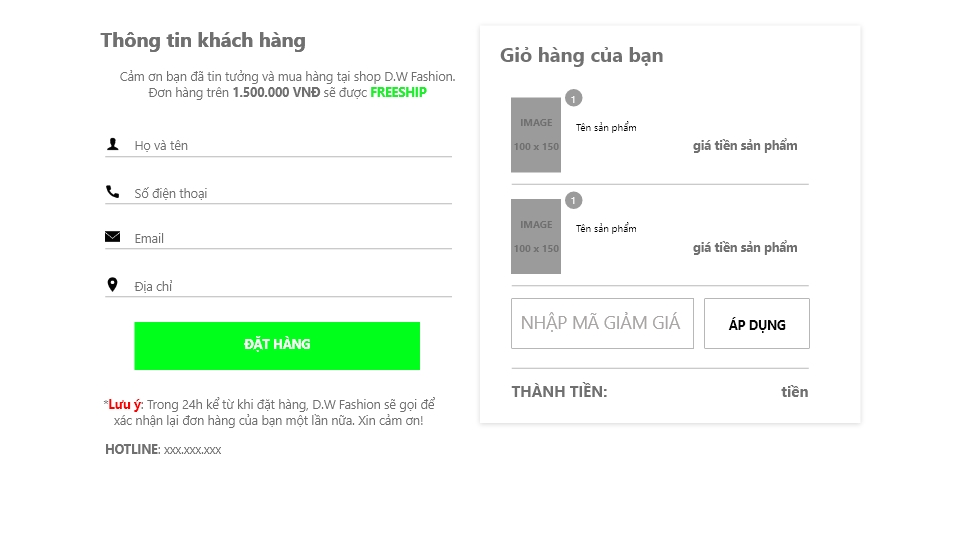 Thông tin khách hàng
Cảm ơn bạn đã tin tưởng và mua hàng tại shop D.W Fashion.
Đơn hàng trên 1.500.000 VNĐ sẽ được FREESHIP
Họ và tên
Số điện thoại
Email
Địa chỉ
ĐẶT HÀNG
*Lưu ý: Trong 24h kể từ khi đặt hàng, D.W Fashion sẽ gọi để
xác nhận lại đơn hàng của bạn một lần nữa. Xin cảm ơn!
HOTLINE: xxx.xxx.xxx
Giỏ hàng của bạn
1
IMAGE
100 x 150
Tên sản phẩm
giá tiền sản phẩm
1
IMAGE
100 x 150
Tên sản phẩm
giá tiền sản phẩm
NHẬP MÃ GIẢM GIÁ
ÁP DỤNG
THÀNH TIỀN: tiền